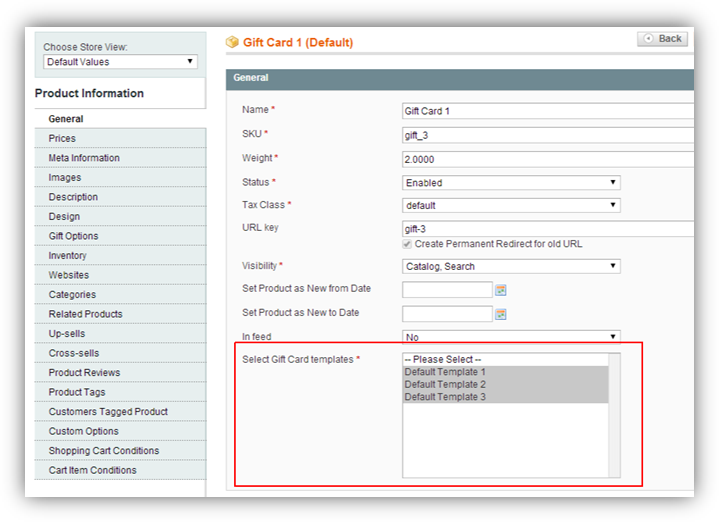 Choose Store View:
Default Values
Product Information
General
Prices
Meta Information
Images
Description
Design
Gift Options
Inventory
Websites
Categories
Related Products
Up-sells
Cross-sells
Product Reviews
Product Tags
Customers Tagged Product
Custom Options
Shopping Cart Conditions
Cart Item Conditions
Gift Card 1 (Default)
Back
General
Name * Gift Card 1
SKU * gift_3
Weight * 2.0000
Status * Enabled
Tax Class * default
URL key gift-3
Create Permanent Redirect for old URL
Visibility * Catalog, Search
Set Product as New from Date
Set Product as New to Date
In feed No
Select Gift Card templates * -- Please Select --
Default Template 1
Default Template 2
Default Template 3